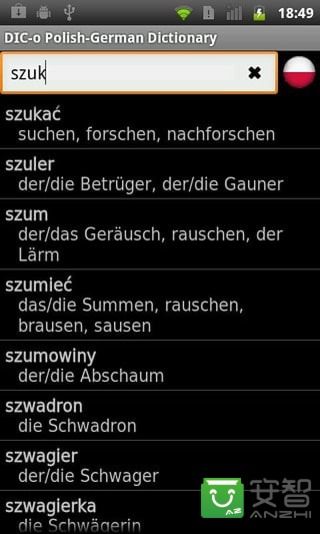 18:49
DIC-o Polish-German Dictionary
szuk
szukać
suchen, forschen, nachforschen
szuler
der/die Betrüger, der/die Gauner
szum
der/das Geräusch, rauschen, der
Lärm
szumieć
das/die Summen, rauschen,
brausen, sausen
szumowiny
der/die Abschaum
szwadron
die Schwadron
szwagier
der/die Schwager
szwagierka
die Schwägerin
AZ
安智
ANZHI